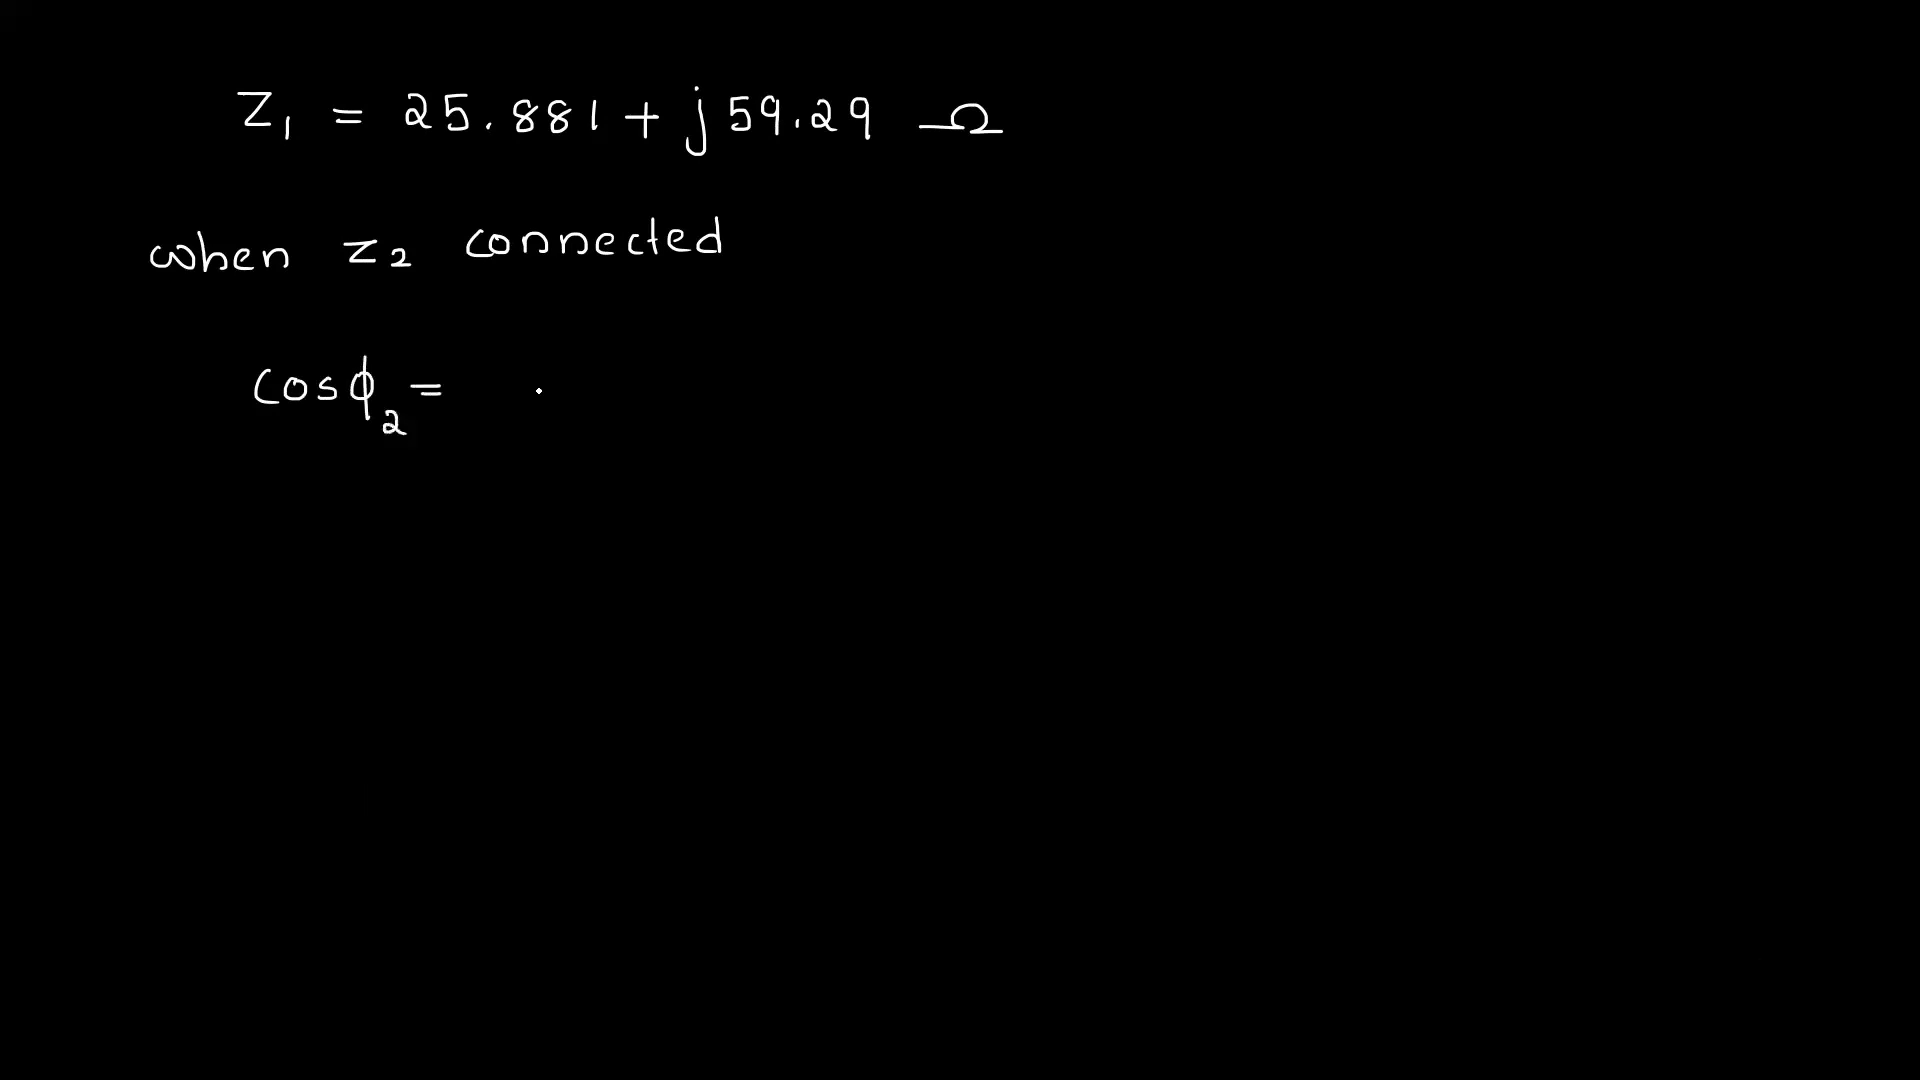 Z₁ = 25.881 + j59.29 Ω
when Z₂ connected
cosϕ₂ = .